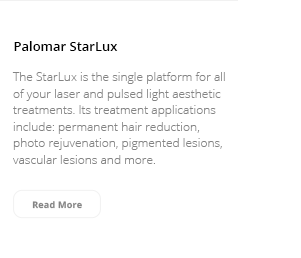 Palomar StarLux
The StarLux is the single platform for all
of your laser and pulsed light aesthetic
treatments. Its treatment applications
include: permanent hair reduction,
photo rejuvenation, pigmented lesions,
vascular lesions and more.
Read More